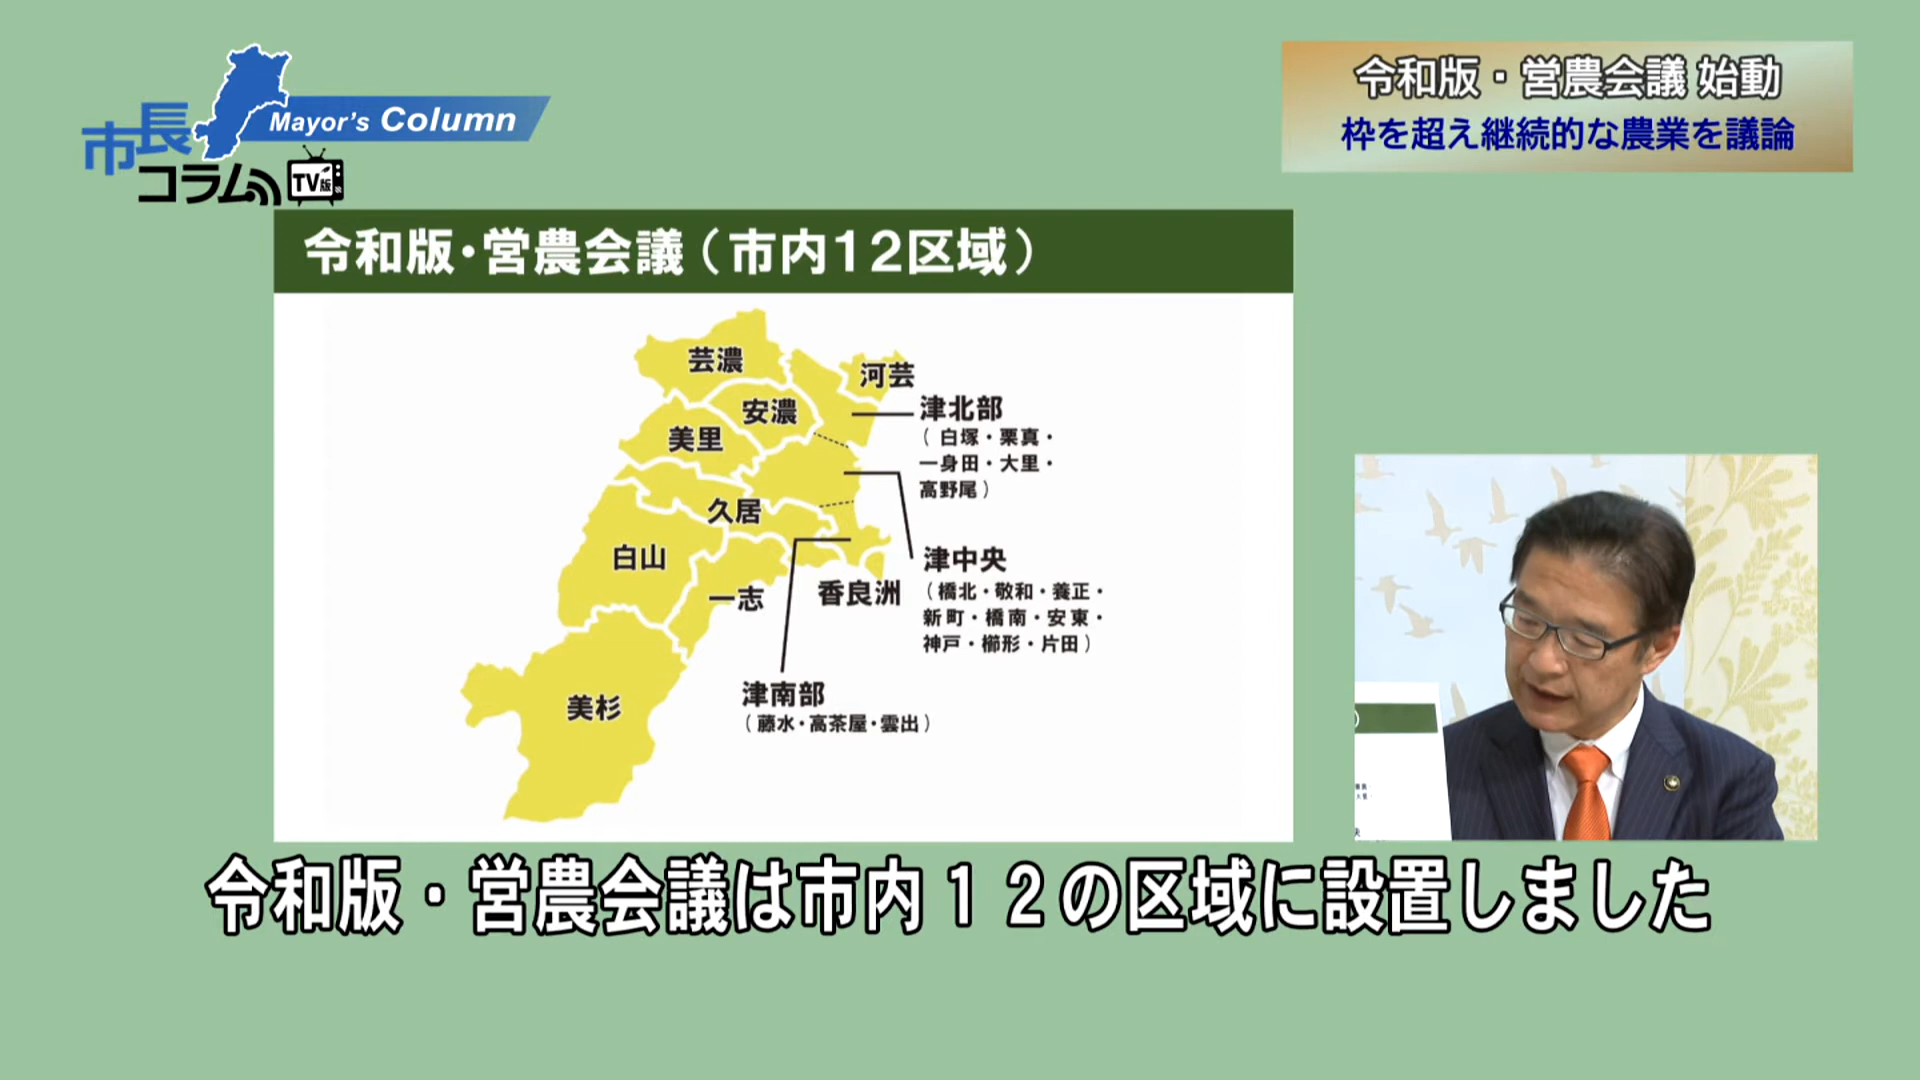 市長
コラム
TV版
Mayor's Column
令和版・営農会議 始動
枠を超え継続的な農業を議論
令和版・営農会議（市内12区域）
芸濃
河芸
安濃
津北部
（白塚・栗真・
一身田・大里・
高野尾）
美里
久居
白山
津中央
（橋北・敬和・養正・
新町・橋南・安東・
神戸・櫛形・片田）
一志
香良洲
津南部
（藤水・高茶屋・雲出）
美杉
令和版・営農会議は市内１２の区域に設置しました